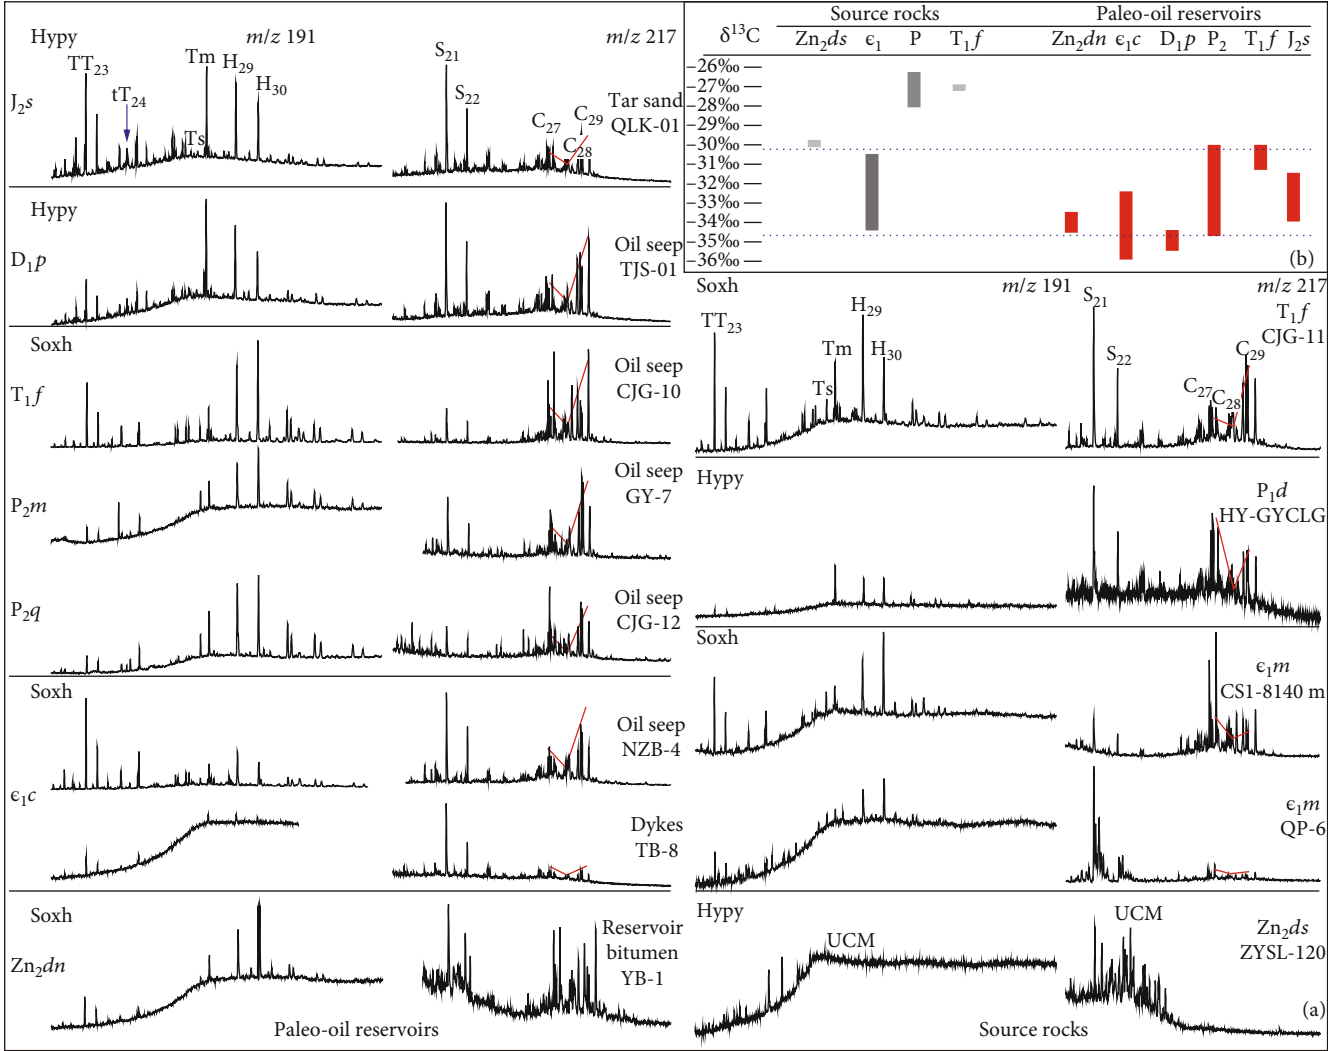 Hypy
m/z 191
m/z 217
TT23
tT24
Tm
H29
H30
Ts
S21
S22
C27
C28
C29
Tar sand
QLK-01
J2s
Hypy
D1p
Oil seep
TJS-01
Soxh
T1f
Oil seep
CJG-10
P2m
Oil seep
GY-7
P2q
Oil seep
CJG-12
Soxh
Oil seep
NZB-4
ϵ1c
Dykes
TB-8
Soxh
Zn2dn
Reservoir
bitumen
YB-1
Paleo-oil reservoirs
Source rocks Paleo-oil reservoirs
δ13C Zn2ds ϵ1 P T1f Zn2dn ϵ1c D1p P2 T1f J2s
–26‰
–27‰
–28‰
–29‰
–30‰
–31‰
–32‰
–33‰
–34‰
–35‰
–36‰
(b)
Soxh
m/z 191
m/z 217
T1f
CJG-11
TT23
Ts
Tm
H29
H30
S21
S22
C27
C28
C29
Hypy
P1d
HY-GYCLG
Soxh
ϵ1m
CS1-8140 m
ϵ1m
QP-6
Hypy
UCM
UCM
Zn2ds
ZYSL-120
(a)
Source rocks